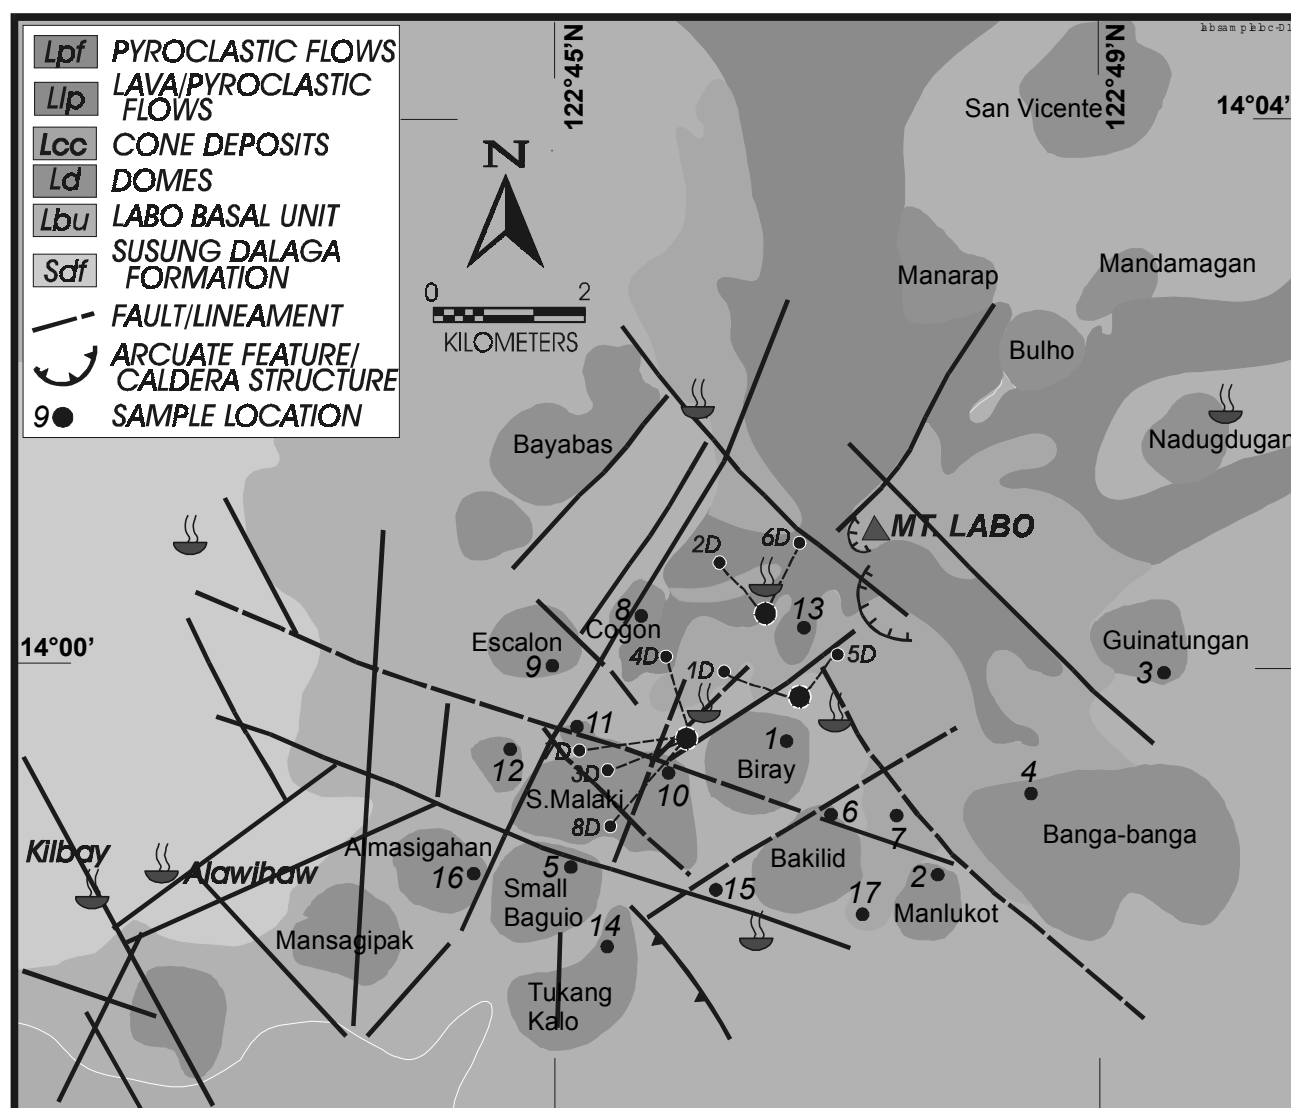 Lpf PYROCLASTIC FLOWS
Llp LAVA/PYROCLASTIC
FLOWS
Lcc CONE DEPOSITS
Ld DOMES
Lbu LABO BASAL UNIT
Sdf SUSUNG DALAGA
FORMATION
FAULT/LINEAMENT
ARCUATE FEATURE/
CALDERA STRUCTURE
9 SAMPLE LOCATION
122°45'N
122°49'N
14°04'
San Vicente
N
0 2
KILOMETERS
Manarap
Mandamagan
Bulho
Bayabas
Nadugdugan
MT. LABO
2D
6D
8
13
Cogon
14°00'
Escalon
9
4D
1D
5D
Guinatungan
3
11
12
3D
10
1
Biray
S.Malaki
8D
4
6
7
Banga-banga
Kilbay
Alawihaw
Almasigahan
16
5
Small
Baguio
Bakilid
15
17
2
Manlukot
Mansagipak
14
Tukang
Kalo